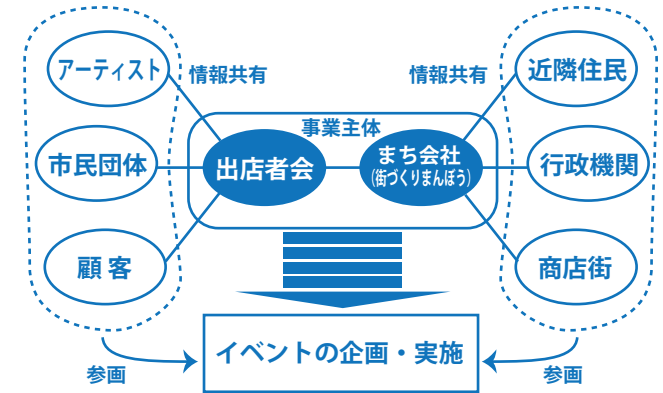 アーティスト
情報共有
情報共有
近隣住民
事業主体
市民団体
出店者会
まち会社
(街づくりまんぼう)
行政機関
顧 客
商店街
イベントの企画・実施
参画
参画